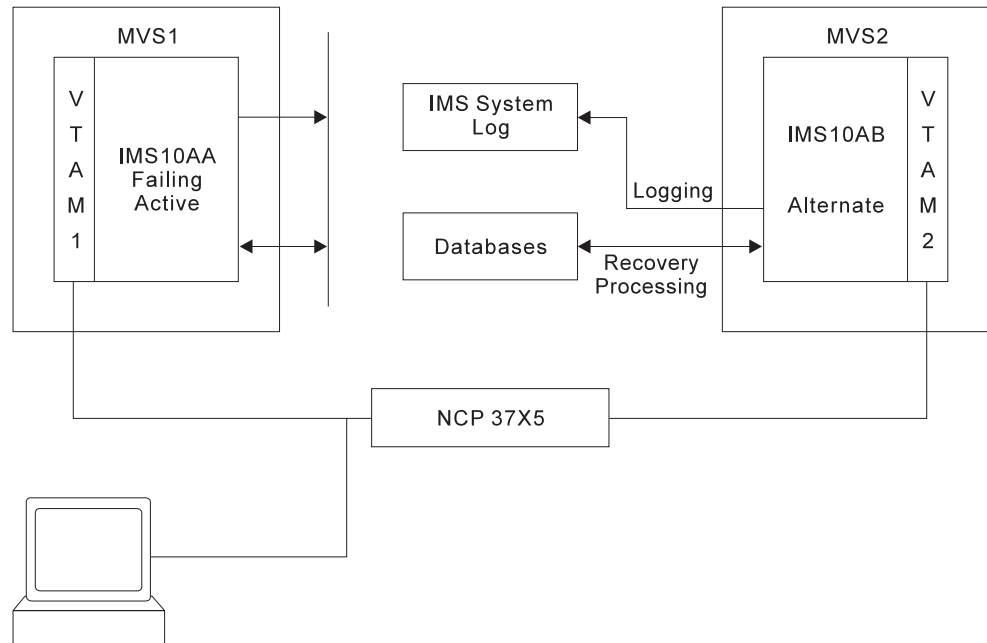 MVS1
MVS2
V
T
A
M
1
IMS10AA
Failing
Active
IMS System
Log
Logging
Databases
Recovery
Processing
IMS10AB
Alternate
V
T
A
M
2
NCP 37X5